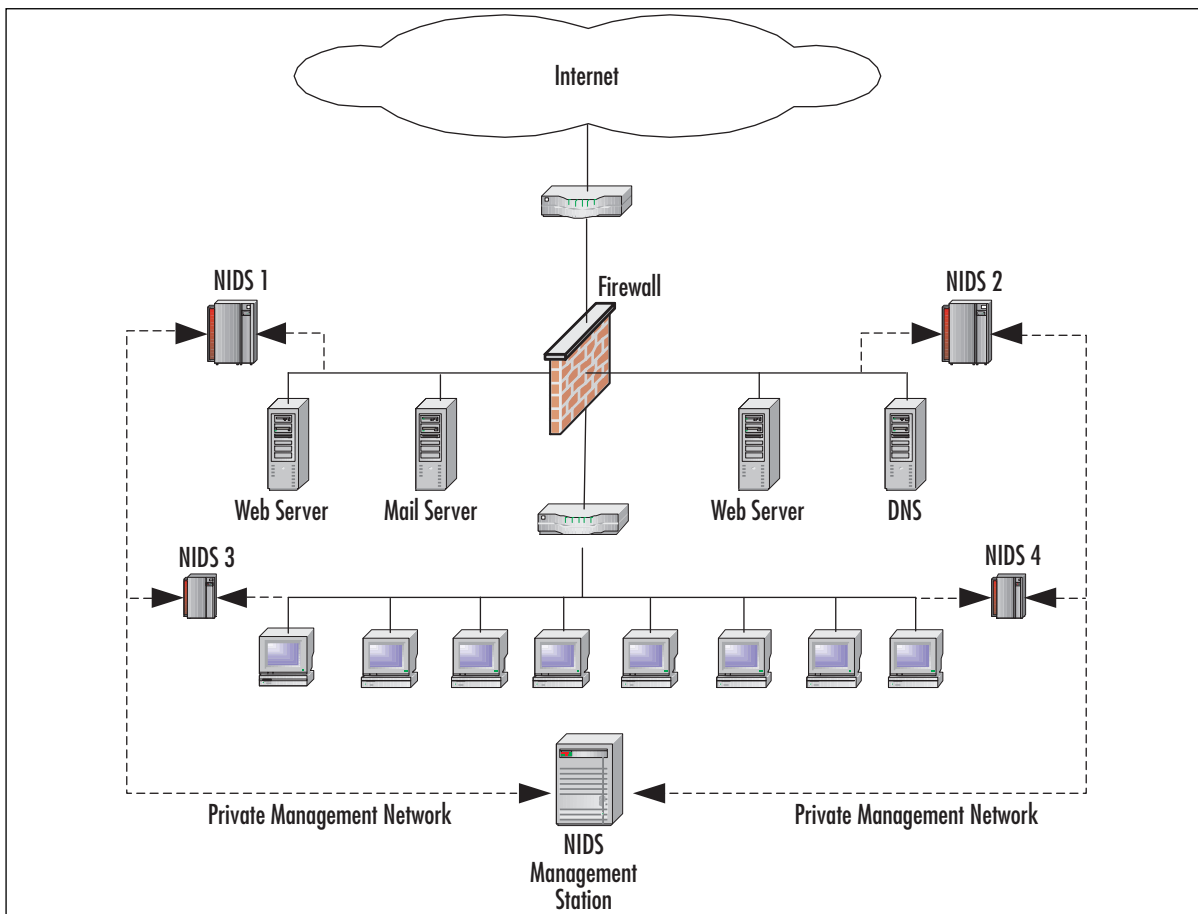 Internet
NIDS 1
Firewall
NIDS 2
Web Server
Mail Server
Web Server
DNS
NIDS 3
NIDS 4
Private Management Network
Private Management Network
NIDS
Management
Station